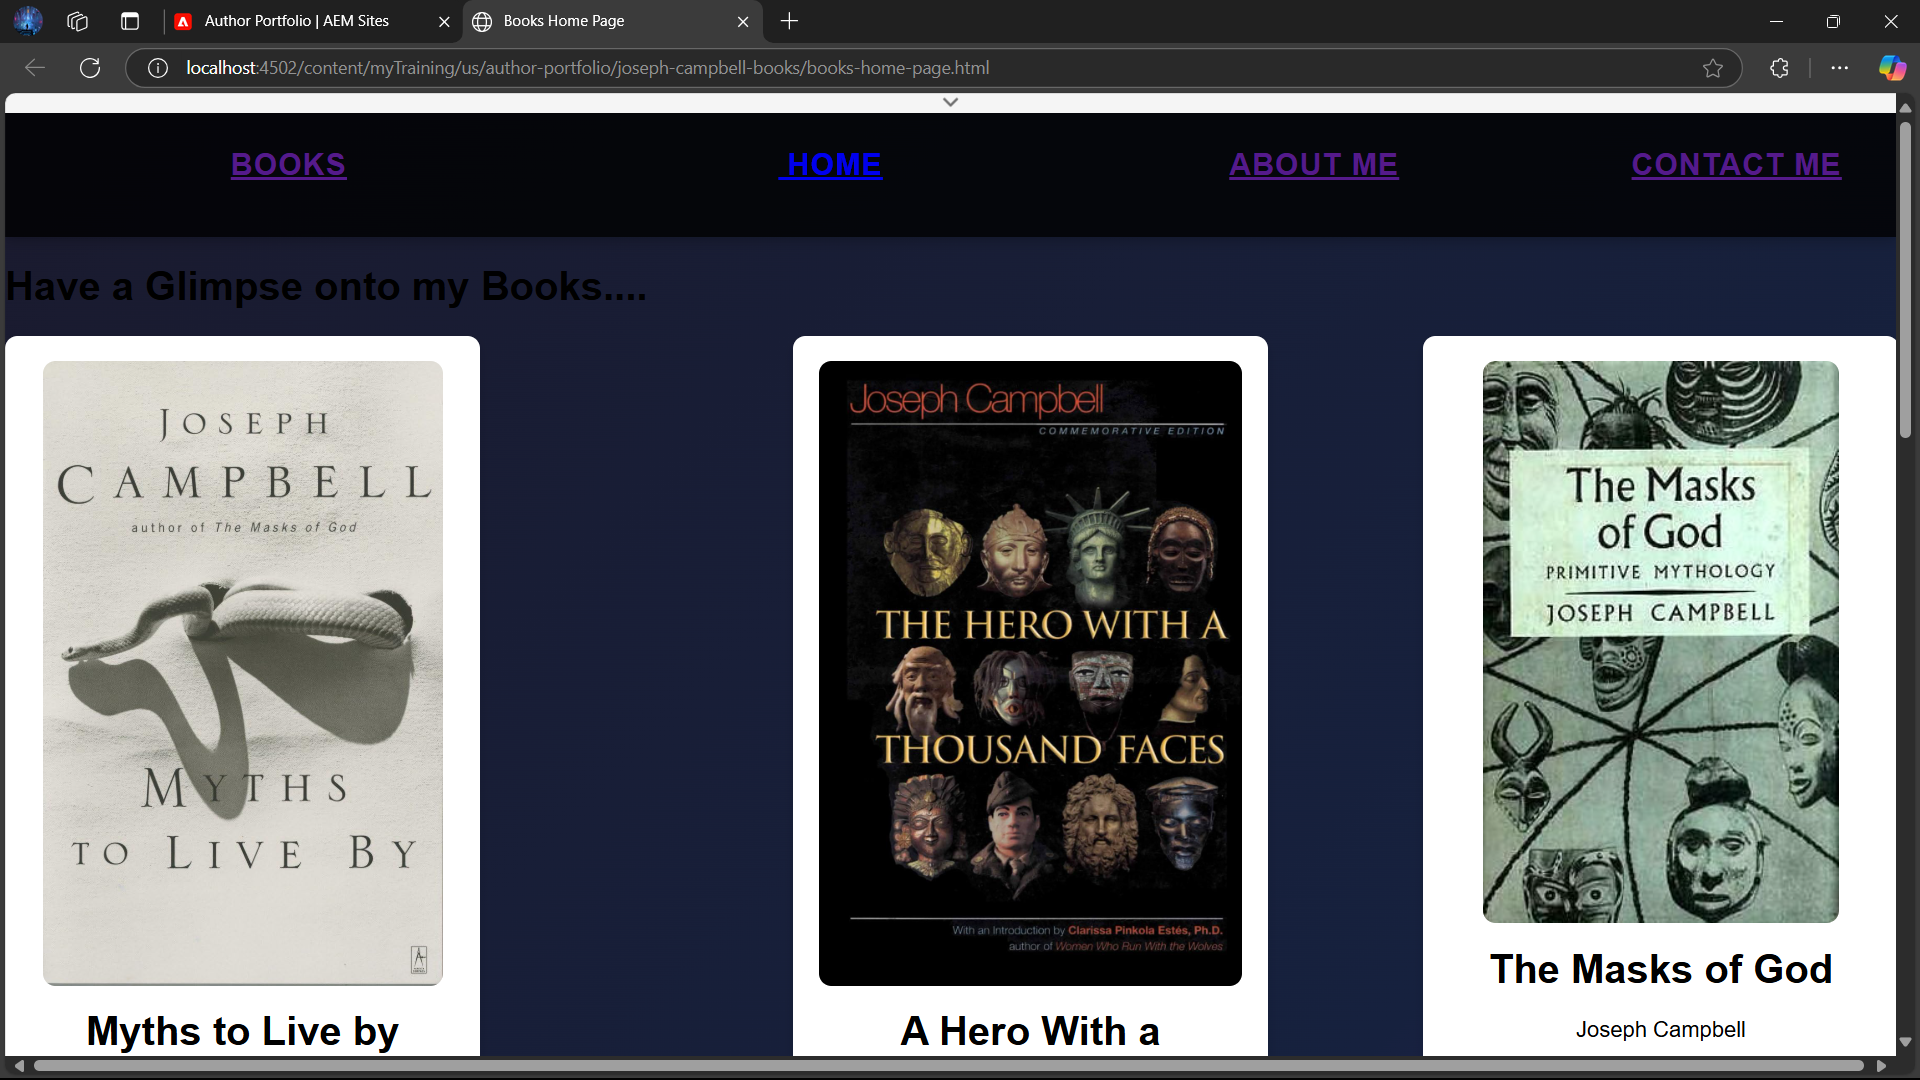 Author Portfolio | AEM Sites
Books Home Page
localhost:4502/content/myTraining/us/author-portfolio/joseph-campbell-books/books-home-page.html
BOOKS
HOME
ABOUT ME
CONTACT ME
Have a Glimpse onto my Books....
JOSEPH
CAMPBELL
author of The Masks of God
MYTHS
TO LIVE BY
Myths to Live by
Joseph Campbell
COMMEMORATIVE EDITION
THE HERO WITH A
THOUSAND FACES
With an Introduction by Clarissa Pinkola Estés, Ph.D.
author of Women Who Run With the Wolves
A Hero With a
The Masks
of God
PRIMITIVE MYTHOLOGY
JOSEPH CAMPBELL
The Masks of God
Joseph Campbell